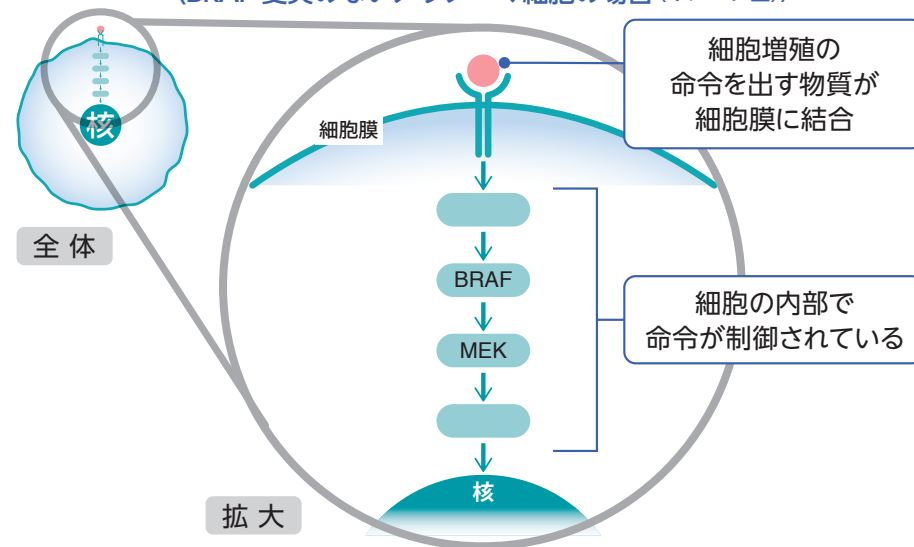 細胞増殖の
命令を出す物質が
細胞膜に結合
核
細胞膜
全体
BRAF
MEK
細胞の内部で
命令が制御されている
核
拡大